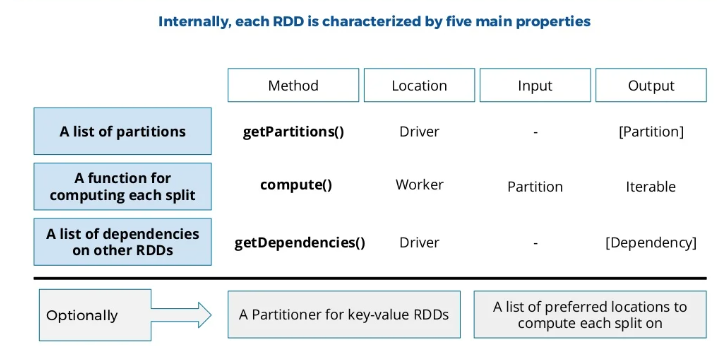 Internally, each RDD is characterized by five main properties
Method Location Input Output
A list of partitions getPartitions() Driver - [Partition]
A function for
computing each split compute() Worker Partition Iterable
A list of dependencies
on other RDDs getDependencies() Driver - [Dependency]
Optionally A Partitioner for key-value RDDs A list of preferred locations to
compute each split on